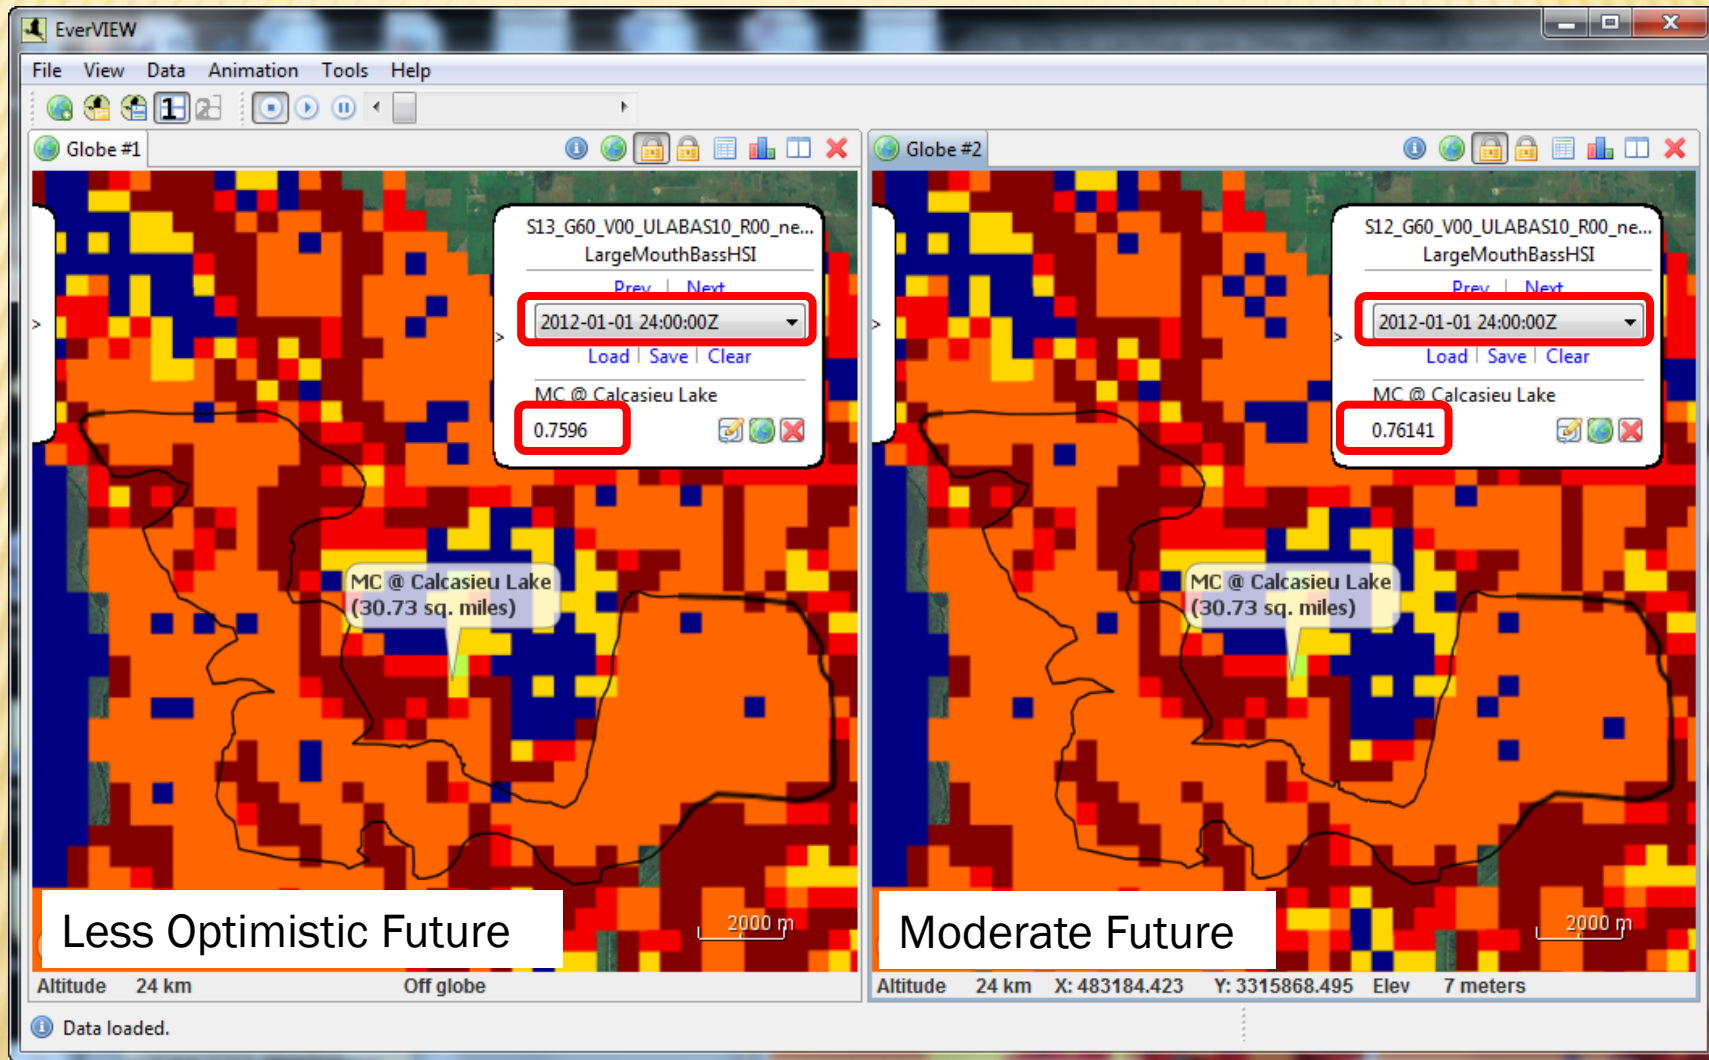 EverVIEW
File View Data Animation Tools Help
1 2
Globe #1
S13_G60_V00_ULABAS10_R00_ne...
LargeMouthBassHSI
Prev | Next
2012-01-01 24:00:00Z
Load | Save | Clear
MC @ Calcasieu Lake
0.7596
>
>
MC @ Calcasieu Lake
(30.73 sq. miles)
Less Optimistic Future
2000 m
Altitude 24 km Off globe
Globe #2
S12_G60_V00_ULABAS10_R00_ne...
LargeMouthBassHSI
Prev | Next
2012-01-01 24:00:00Z
Load | Save | Clear
MC @ Calcasieu Lake
0.76141
>
>
MC @ Calcasieu Lake
(30.73 sq. miles)
Moderate Future
2000 m
Altitude 24 km X: 483184.423 Y: 3315868.495 Elev 7 meters
Data loaded.